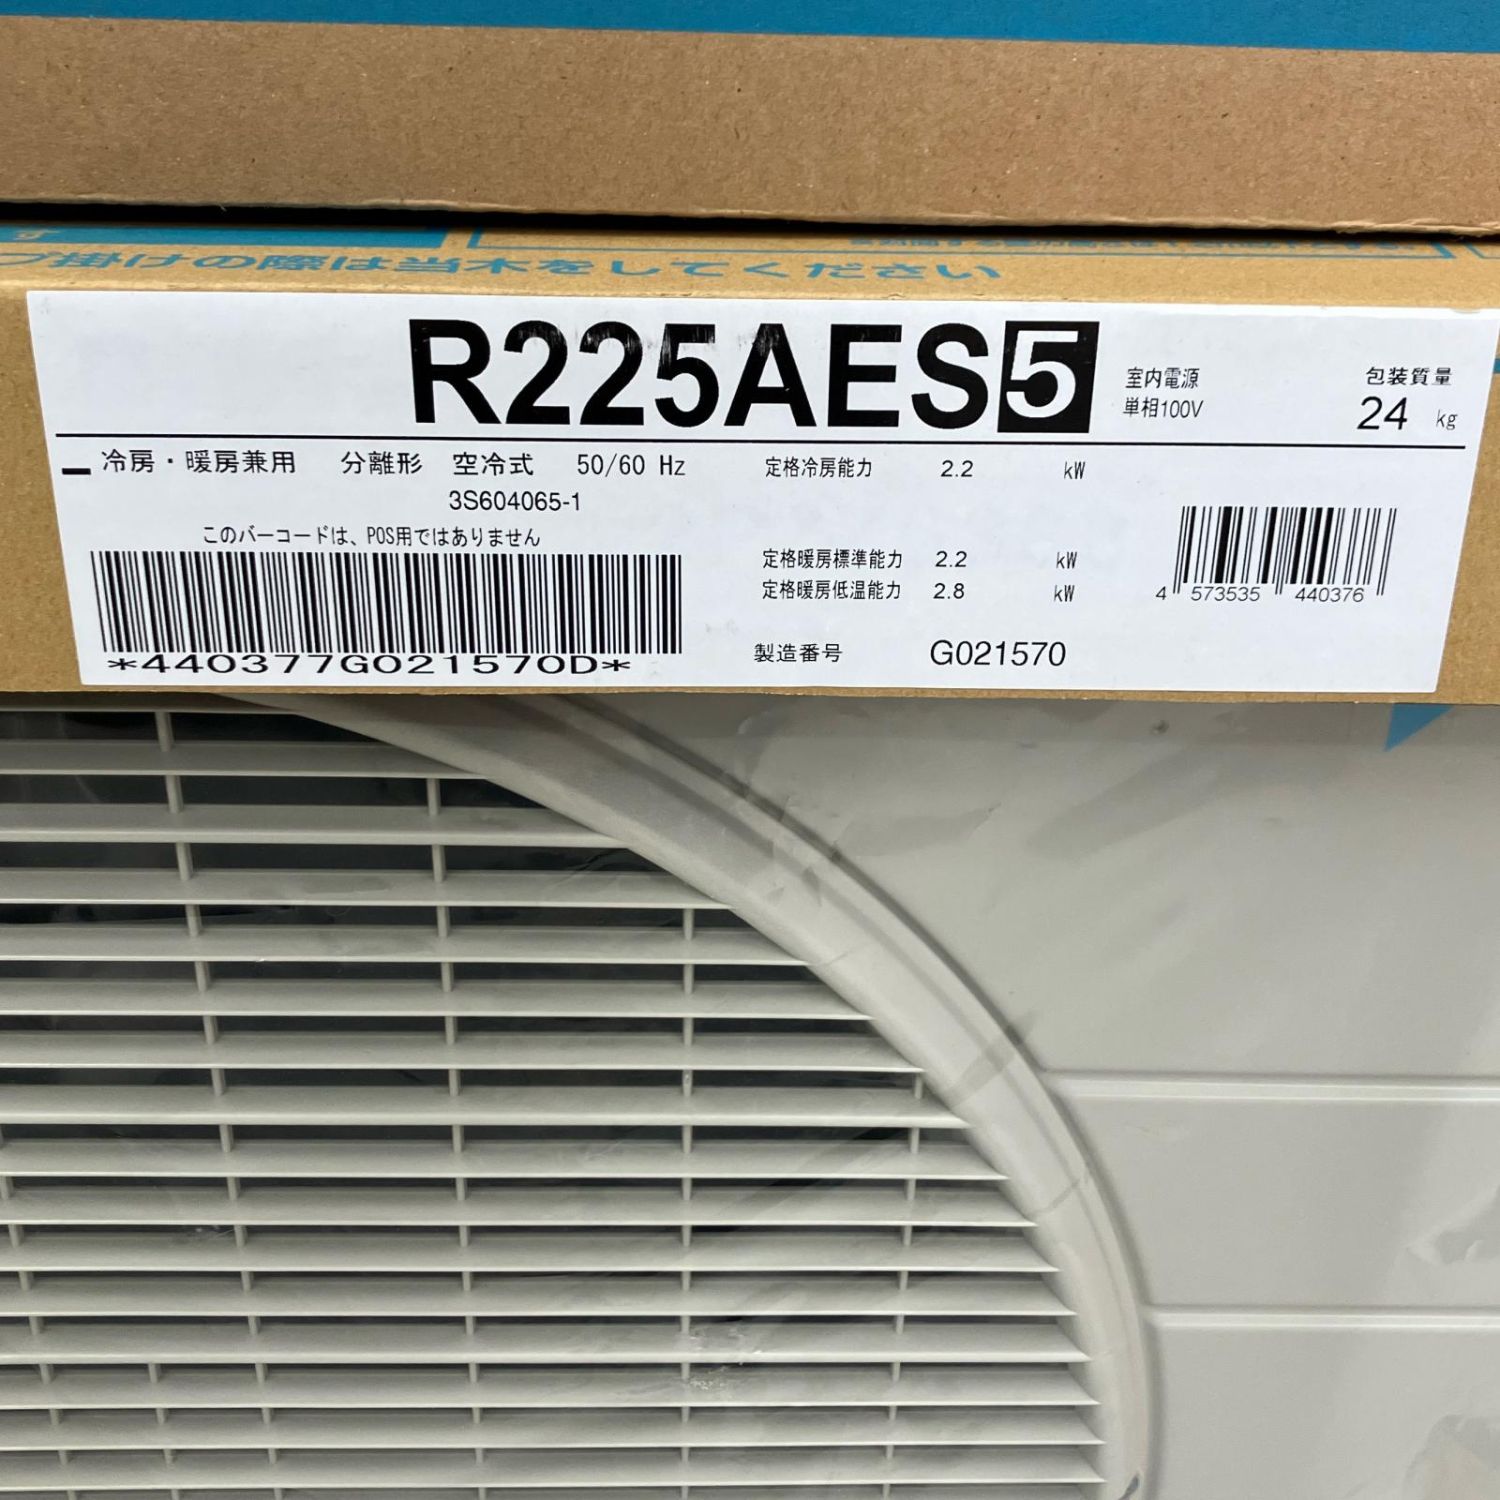 す
プ掛けの際は当木をしてください
R225AES5
室内電源
単相100V
包装質量
24 kg
冷房・暖房兼用 分離形 空冷式 50/60 Hz
3S604065-1
このバーコードは、POS用ではありません
*440377G021570D*
定格冷房能力 2.2 kW
定格暖房標準能力 2.2 kW
定格暖房低温能力 2.8 kW
製造番号 G021570
4 573535 440376